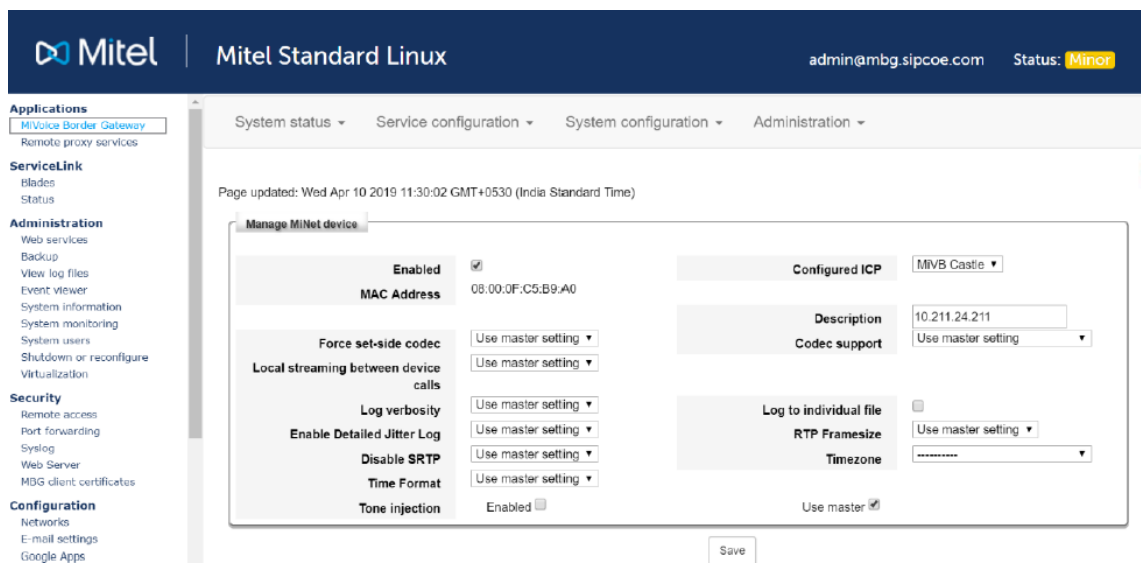 Mitel
Mitel Standard Linux
admin@mbg.sipcoe.com
Status: Minor
Applications
MiVoice Border Gateway
Remote proxy services
ServiceLink
Blades
Status
Administration
Web services
Backup
View log files
Event viewer
System information
System monitoring
System users
Shutdown or reconfigure
Virtualization
Security
Remote access
Port forwarding
Syslog
Web Server
MBG client certificates
Configuration
Networks
E-mail settings
Google Apps
System status
Service configuration
System configuration
Administration
Page updated: Wed Apr 10 2019 11:30:02 GMT+0530 (India Standard Time)
Manage MiNet device
Enabled
Configured ICP MiVB Castle
MAC Address 08:00:0F:C5:B9:A0
Description 10.211.24.211
Force set-side codec Use master setting
Codec support Use master setting
Local streaming between device
calls
Use master setting
Log verbosity Use master setting
Log to individual file
Enable Detailed Jitter Log Use master setting
RTP Framesize Use master setting
Disable SRTP Use master setting
Timezone ----------
Time Format Use master setting
Tone injection Enabled
Use master
Save